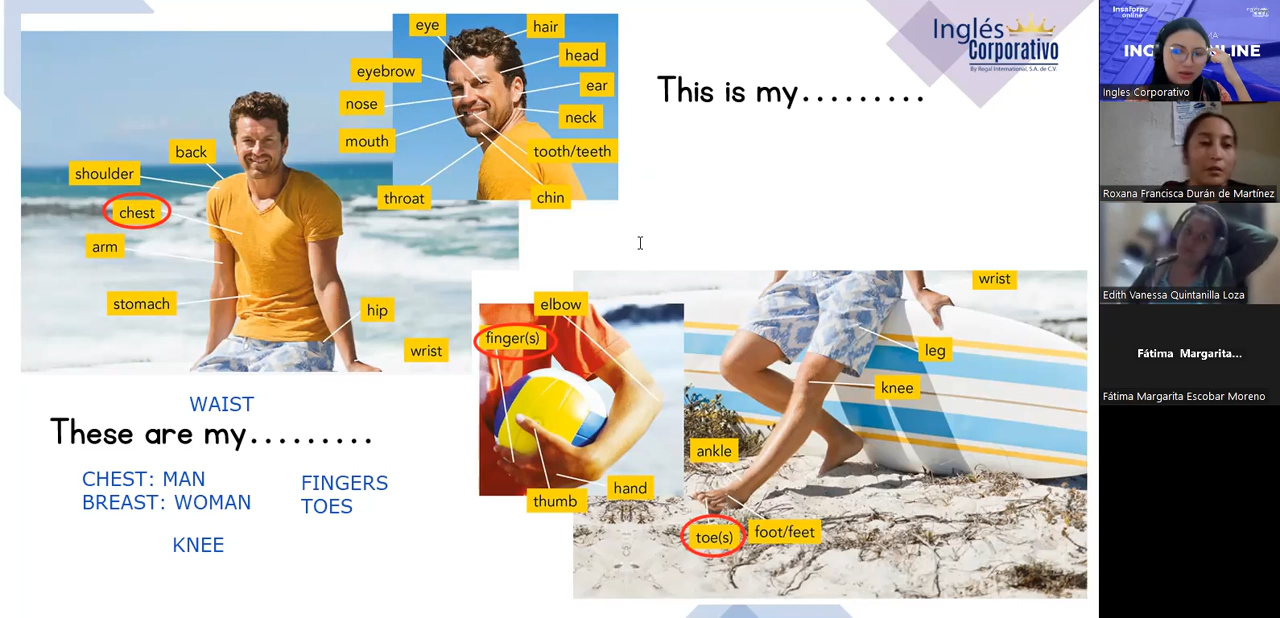 eye
hair
head
eyebrow
ear
nose
neck
mouth
tooth/teeth
throat
chin
back
shoulder
chest
arm
stomach
hip
wrist
Inglés
Corporativo
By Regal International, S.A. de C.V.
This is my.........
WAIST
These are my.........
CHEST: MAN
BREAST: WOMAN
FINGERS
TOES
KNEE
elbow
finger(s)
thumb
hand
wrist
leg
knee
ankle
toe(s)
foot/feet
Insaforp
online
Ingles Corporativo
Roxana Francisca Durán de Martínez
Edith Vanessa Quintanilla Loza
Fátima Margarita...
Fátima Margarita Escobar Moreno